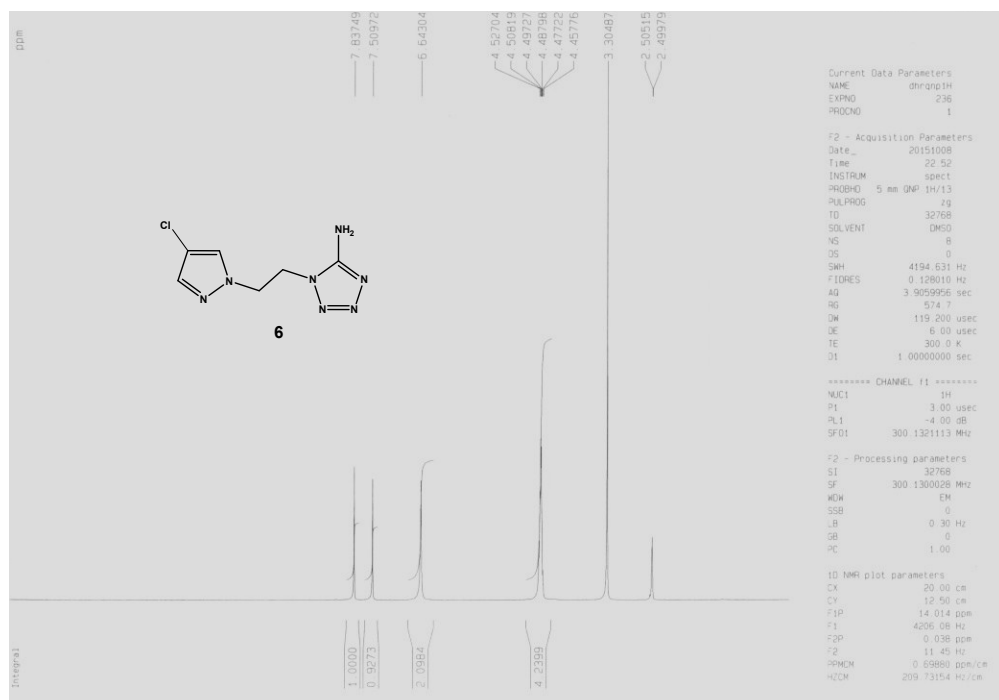 ppm
7.83749
7.50972
6.64304
4.52704
4.50819
4.49727
4.48798
4.47722
4.45776
3.30487
2.50515
2.49979
Cl
N
N
NH₂
N
N
N
N
6
Current Data Parameters
NAME dhrqnp1H
EXPNO 236
PROCNO 1
F2 - Acquisition Parameters
Date_ 20151008
Time 22.52
INSTRUM spect
PROBHD 5 mm QNP 1H/13
PULPROG zg
TD 32768
SOLVENT DMSO
NS 8
DS 0
SWH 4194.631 Hz
FIDRES 0.128010 Hz
AQ 3.9059956 sec
RG 574.7
DW 119.200 usec
DE 6.00 usec
TE 300.0 K
D1 1.00000000 sec
======== CHANNEL f1 ========
NUC1 1H
P1 3.00 usec
PL1 -4.00 dB
SFO1 300.1321113 MHz
F2 - Processing parameters
SI 32768
SF 300.1300028 MHz
WDW EM
SSB 0
LB 0.30 Hz
GB 0
PC 1.00
1D NMR plot parameters
CX 20.00 cm
CY 12.50 cm
F1P 14.014 ppm
F1 4206.08 Hz
F2P 0.038 ppm
F2 11.45 Hz
PPMCM 0.69880 ppm/cm
HZCM 209.73154 Hz/cm
Integral
1.0000
0.9273
2.0984
4.2399